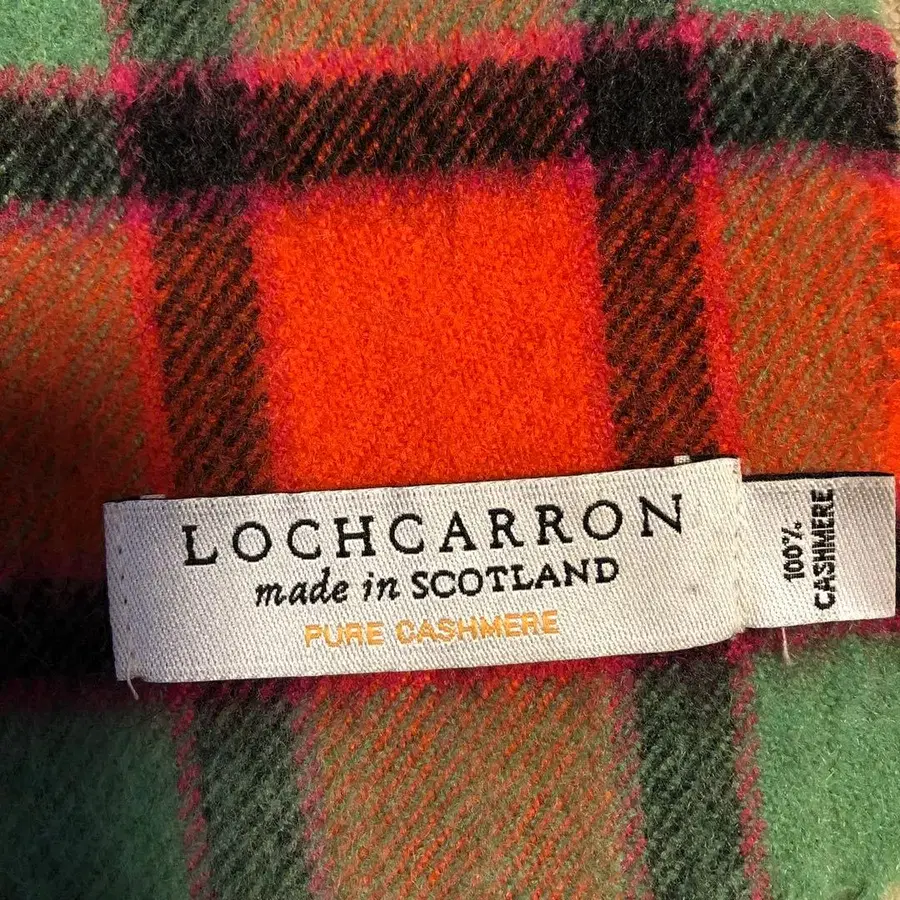 LOCHCARRON
made in SCOTLAND
PURE CASHMERE
100%
CASHMERE